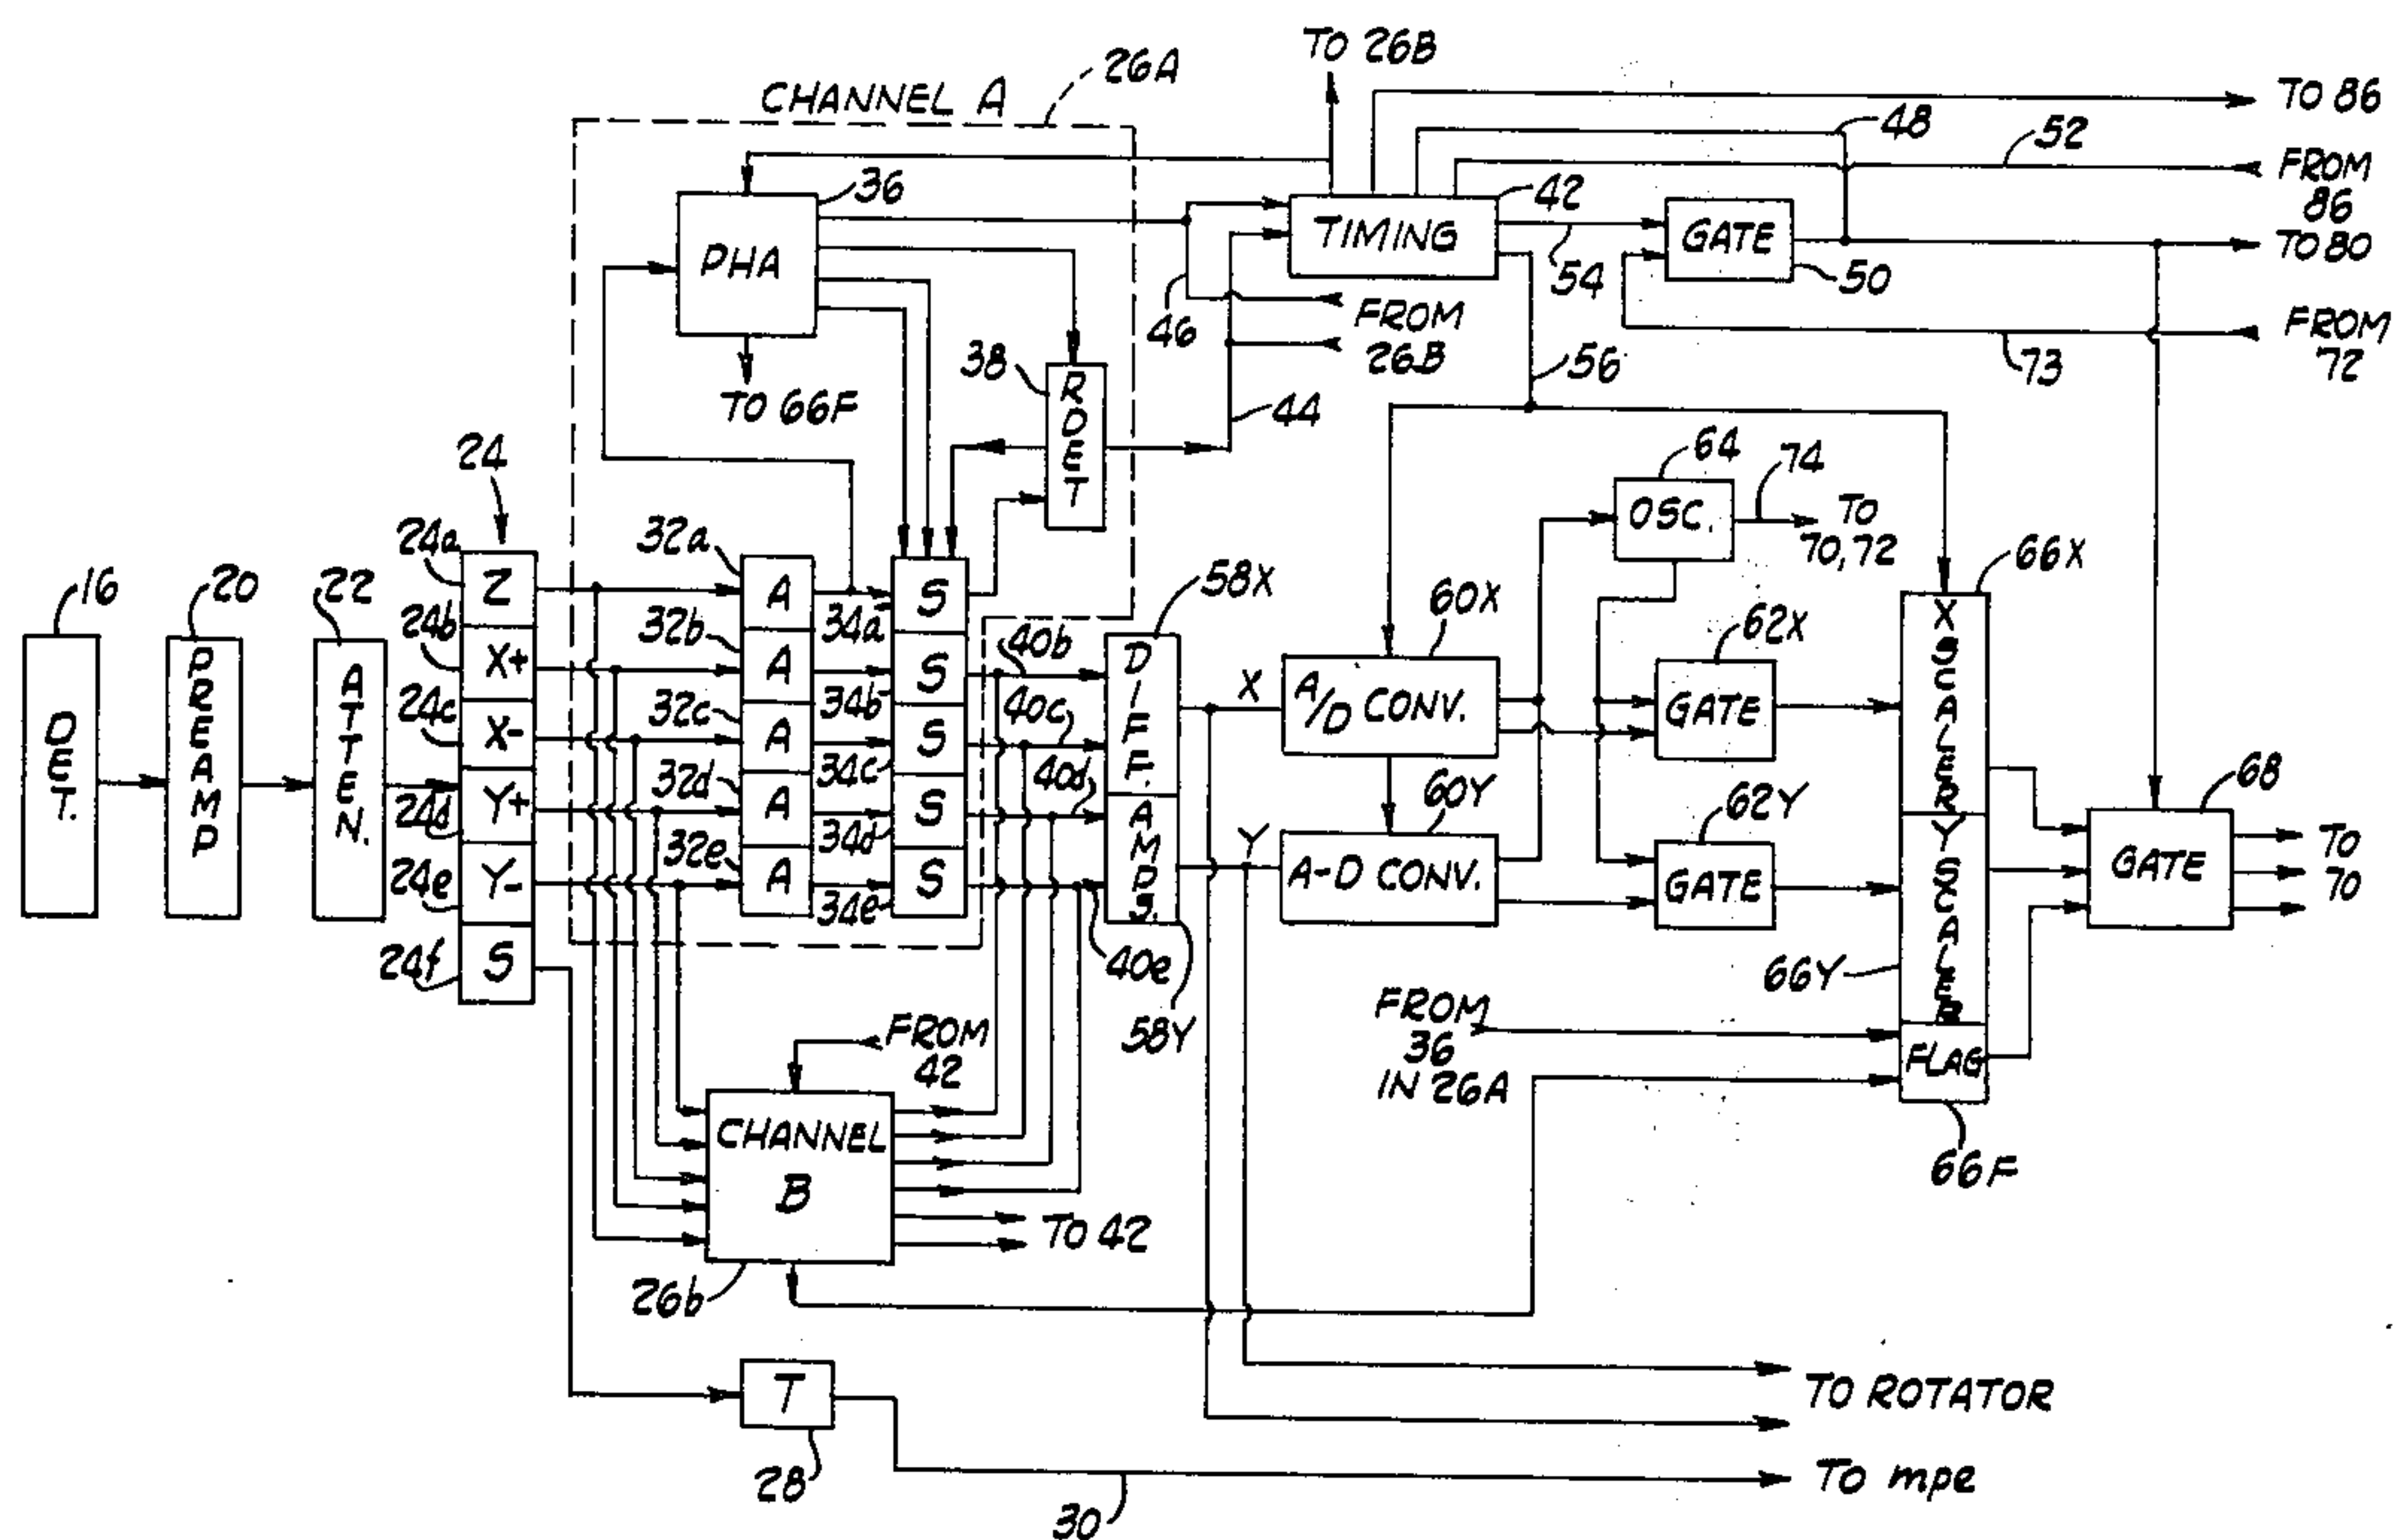 TO 26B
26A
CHANNEL A
TO 86
48
52
FROM
86
36
PHA
42
TIMING
54
GATE
50
TO 80
46
FROM
26B
FROM
72
73
56
TO 66F
38
RDET
44
24
64
74
OSC.
TO
70, 72
16
DET.
20
PREAMP
22
ATTEN.
24a
Z
24b
X+
24c
X-
24d
Y+
24e
Y-
24f
S
32a
A
32b
A
32c
A
32d
A
32e
A
34a
S
34b
S
34c
S
34d
S
34e
S
40b
40c
40d
40e
58X
DIFF.
AMPS.
58Y
X
Y
60X
A/D CONV.
60Y
A-D CONV.
62X
GATE
62Y
GATE
66X
X SCALER
Y SCALER
66Y
FLAG
66F
68
GATE
TO
70
FROM
36
IN 26A
FROM
42
CHANNEL
B
TO 42
26b
T
28
30
TO ROTATOR
TO mpe